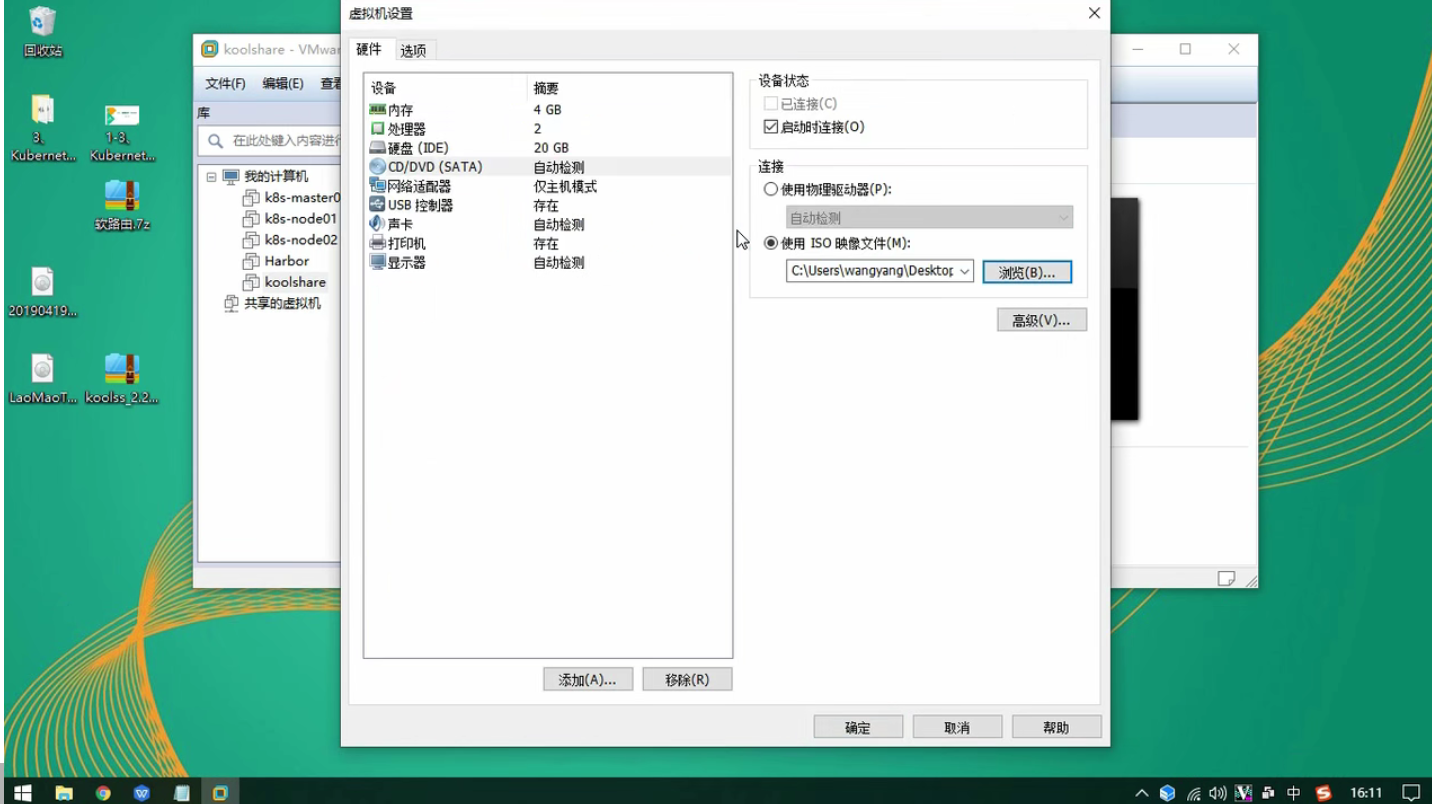 虚拟机设置
回收站
koolshare - VMwar
硬件
选项
文件(F) 编辑(E) 查看
设备 摘要
设备状态
内存 4 GB
已连接(C)
库
处理器 2
启动时连接(O)
3、
Kubernet...
1-3、
Kubernet...
在此处键入内容进行
硬盘 (IDE) 20 GB
CD/DVD (SATA) 自动检测
连接
我的计算机
网络适配器 仅主机模式
使用物理驱动器(P):
k8s-master0
USB 控制器 存在
自动检测
软路由.7z
k8s-node01
声卡 自动检测
k8s-node02
打印机 存在
使用 ISO 映像文件(M):
Harbor
显示器 自动检测
C:\Users\wangyang\Desktop
浏览(B)...
koolshare
共享的虚拟机
20190419...
高级(V)...
LaoMaoT...
koolss_2.2...
添加(A)...
移除(R)
确定
取消
帮助
中
16:11